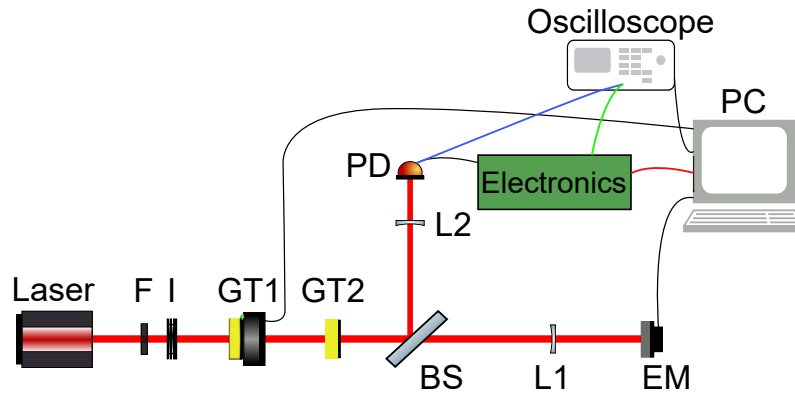 Oscilloscope
PC
PD
Electronics
L2
Laser
F
I
GT1
GT2
BS
L1
EM